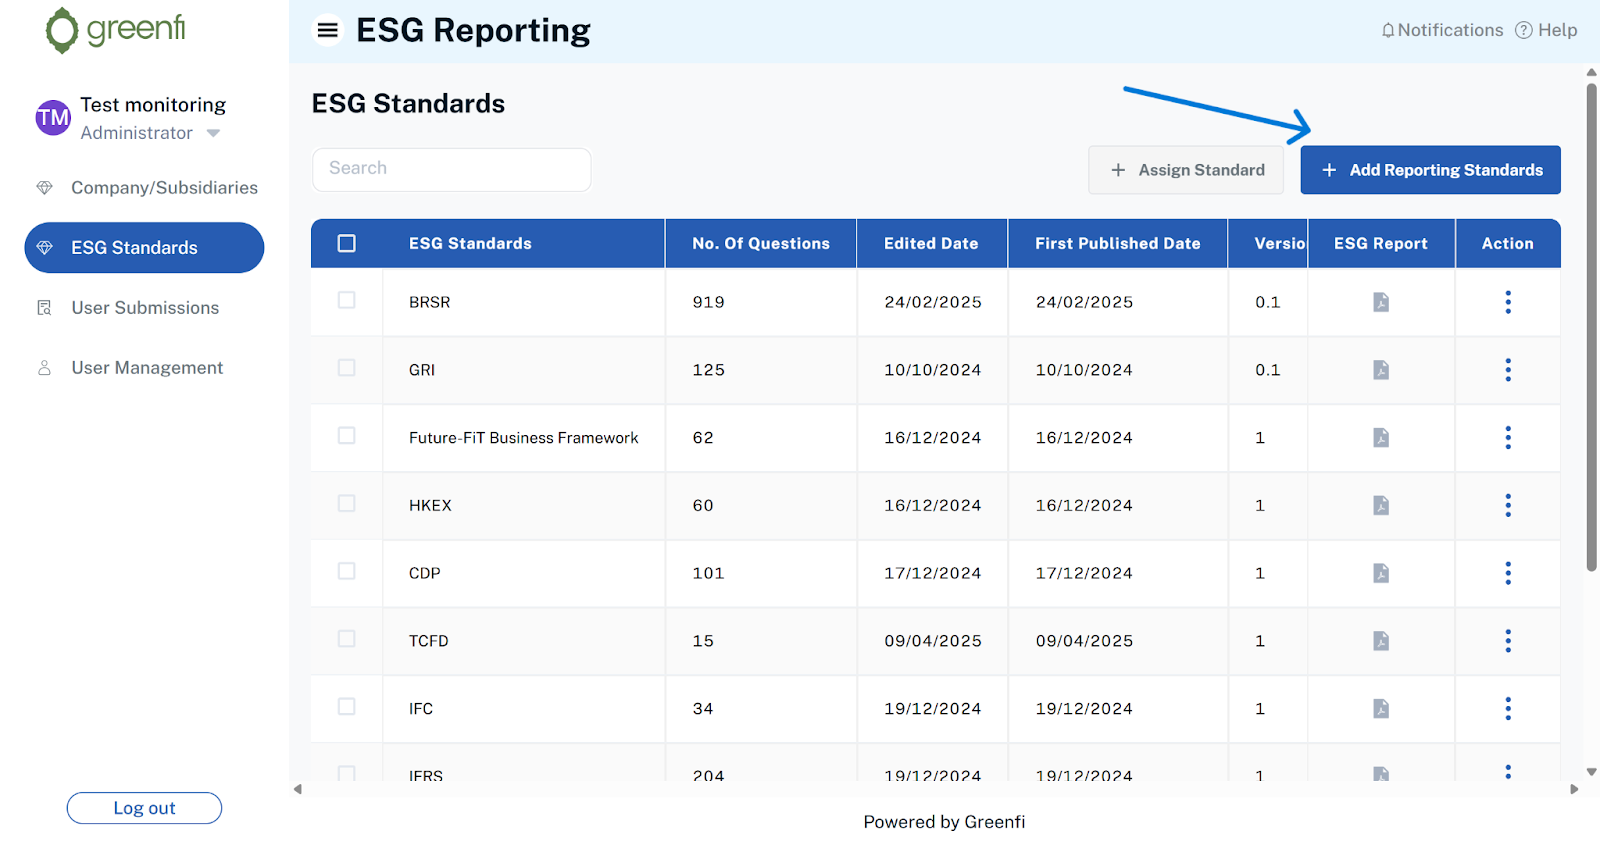 greenfi
ESG Reporting
Notifications
Help
TM
Test monitoring
Administrator
Company/Subsidiaries
ESG Standards
User Submissions
User Management
Log out
ESG Standards
Search
+ Assign Standard
+ Add Reporting Standards
ESG Standards No. Of Questions Edited Date First Published Date Versio ESG Report Action
BRSR 919 24/02/2025 24/02/2025 0.1
GRI 125 10/10/2024 10/10/2024 0.1
Future-FiT Business Framework 62 16/12/2024 16/12/2024 1
HKEX 60 16/12/2024 16/12/2024 1
CDP 101 17/12/2024 17/12/2024 1
TCFD 15 09/04/2025 09/04/2025 1
IFC 34 19/12/2024 19/12/2024 1
IFRS 204 19/12/2024 19/12/2024 1
Powered by Greenfi